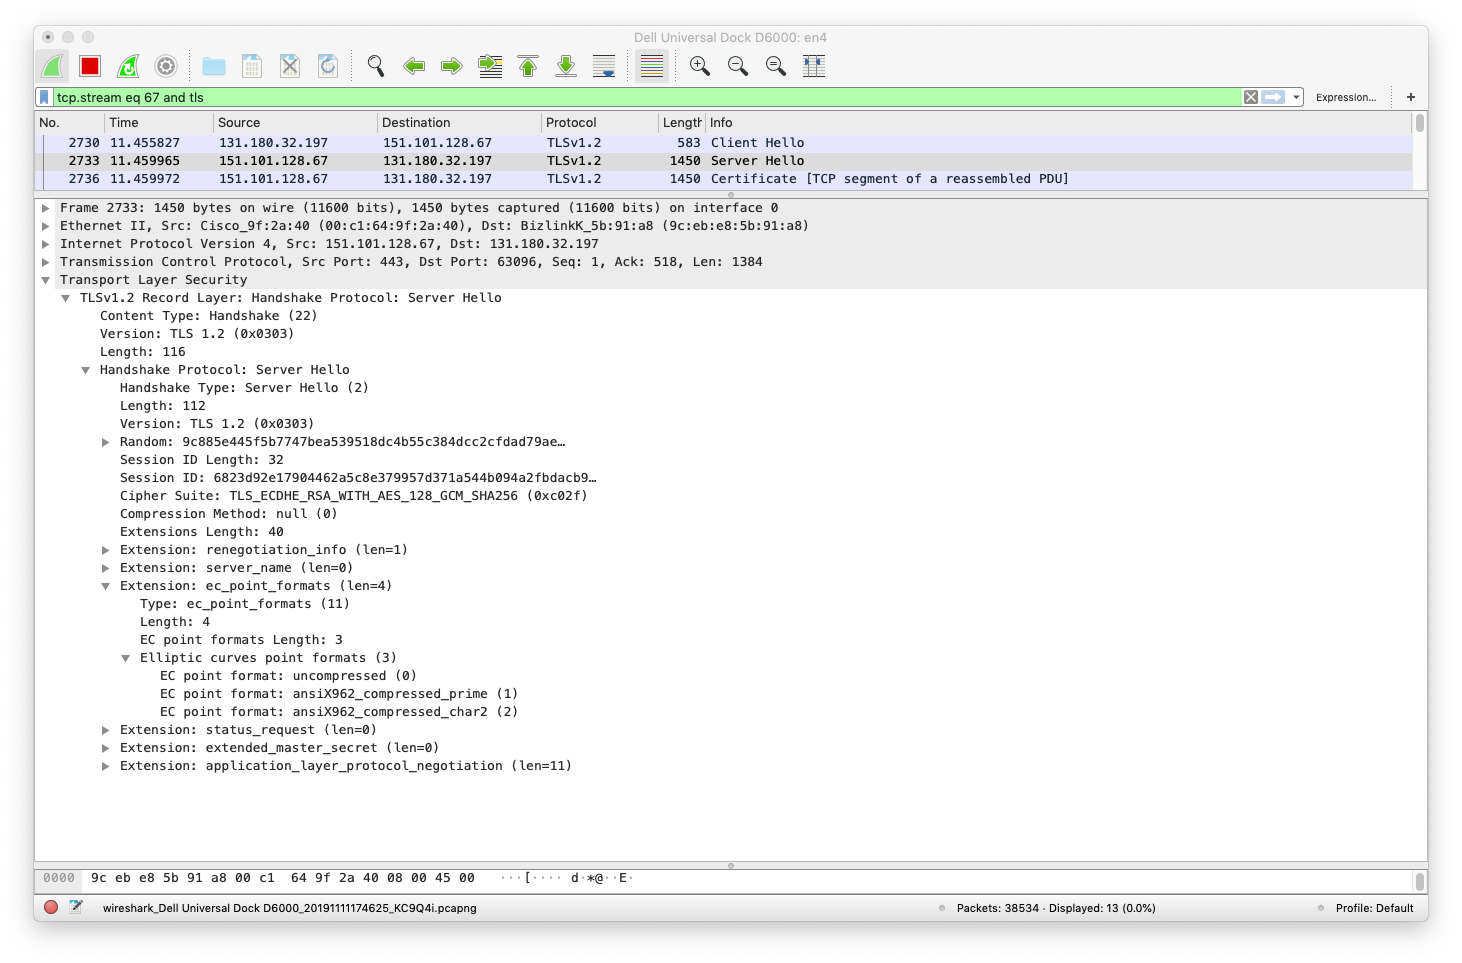 Dell Universal Dock D6000: en4
tcp.stream eq 67 and tls
Expression...
+
No. Time Source Destination Protocol Length Info
2730 11.455827 131.180.32.197 151.101.128.67 TLSv1.2 583 Client Hello
2733 11.459965 151.101.128.67 131.180.32.197 TLSv1.2 1450 Server Hello
2736 11.459972 151.101.128.67 131.180.32.197 TLSv1.2 1450 Certificate [TCP segment of a reassembled PDU]
Frame 2733: 1450 bytes on wire (11600 bits), 1450 bytes captured (11600 bits) on interface 0
Ethernet II, Src: Cisco_9f:2a:40 (00:c1:64:9f:2a:40), Dst: BizlinkK_5b:91:a8 (9c:eb:e8:5b:91:a8)
Internet Protocol Version 4, Src: 151.101.128.67, Dst: 131.180.32.197
Transmission Control Protocol, Src Port: 443, Dst Port: 63096, Seq: 1, Ack: 518, Len: 1384
Transport Layer Security
TLSv1.2 Record Layer: Handshake Protocol: Server Hello
Content Type: Handshake (22)
Version: TLS 1.2 (0x0303)
Length: 116
Handshake Protocol: Server Hello
Handshake Type: Server Hello (2)
Length: 112
Version: TLS 1.2 (0x0303)
Random: 9c885e445f5b7747bea539518dc4b55c384dcc2cfdad79ae…
Session ID Length: 32
Session ID: 6823d92e17904462a5c8e379957d371a544b094a2fbdacb9…
Cipher Suite: TLS_ECDHE_RSA_WITH_AES_128_GCM_SHA256 (0xc02f)
Compression Method: null (0)
Extensions Length: 40
Extension: renegotiation_info (len=1)
Extension: server_name (len=0)
Extension: ec_point_formats (len=4)
Type: ec_point_formats (11)
Length: 4
EC point formats Length: 3
Elliptic curves point formats (3)
EC point format: uncompressed (0)
EC point format: ansiX962_compressed_prime (1)
EC point format: ansiX962_compressed_char2 (2)
Extension: status_request (len=0)
Extension: extended_master_secret (len=0)
Extension: application_layer_protocol_negotiation (len=11)
0000 9c eb e8 5b 91 a8 00 c1 64 9f 2a 40 08 00 45 00 ···[···· d·*@··E·
wireshark_Dell Universal Dock D6000_20191111174625_KC9Q4i.pcapng
Packets: 38534 · Displayed: 13 (0.0%)
Profile: Default